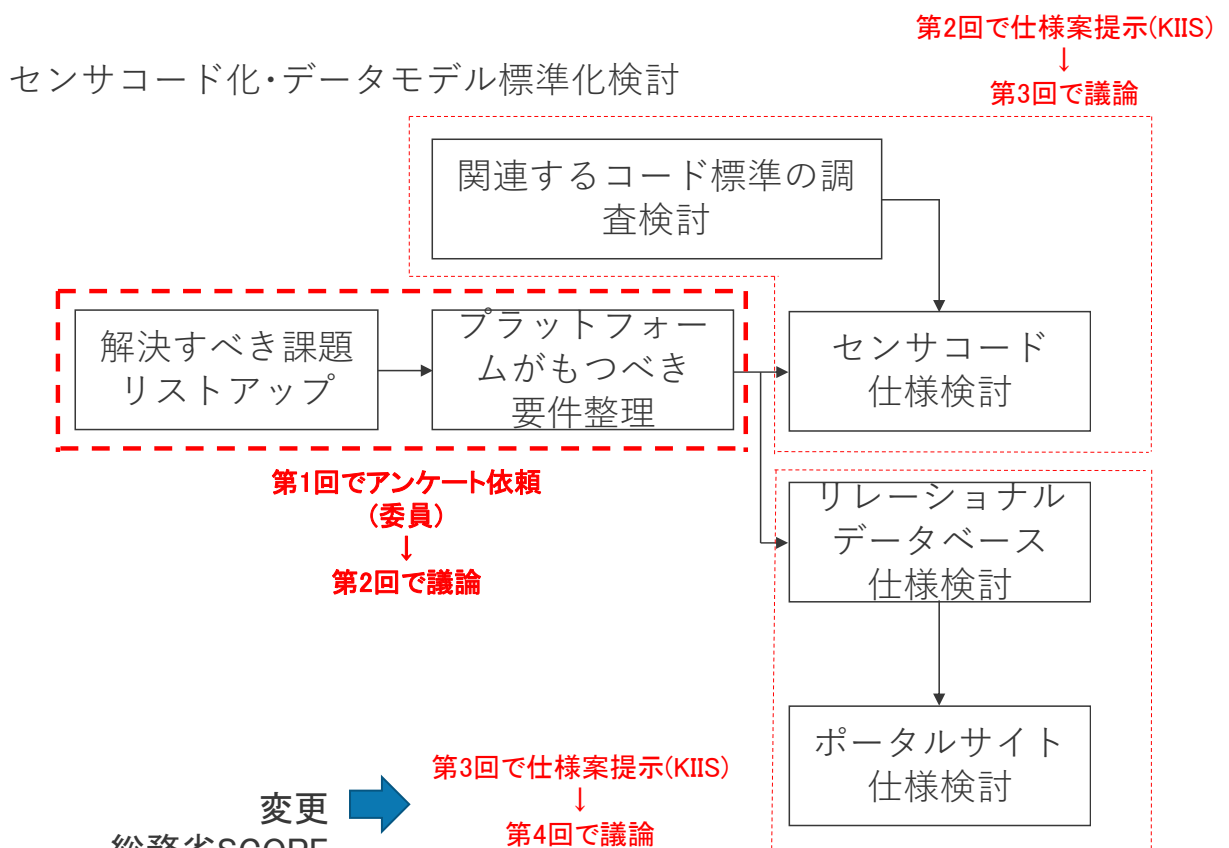 第2回で仕様案提示(KIIS)
↓
第3回で議論
センサコード化・データモデル標準化検討
関連するコード標準の調
査検討
解決すべき課題
リストアップ
プラットフォー
ムがもつべき
要件整理
センサコード
仕様検討
第1回でアンケート依頼
(委員)
↓
第2回で議論
リレーショナル
データベース
仕様検討
ポータルサイト
仕様検討
第3回で仕様案提示(KIIS)
↓
第4回で議論
変更
総務省SCOPE